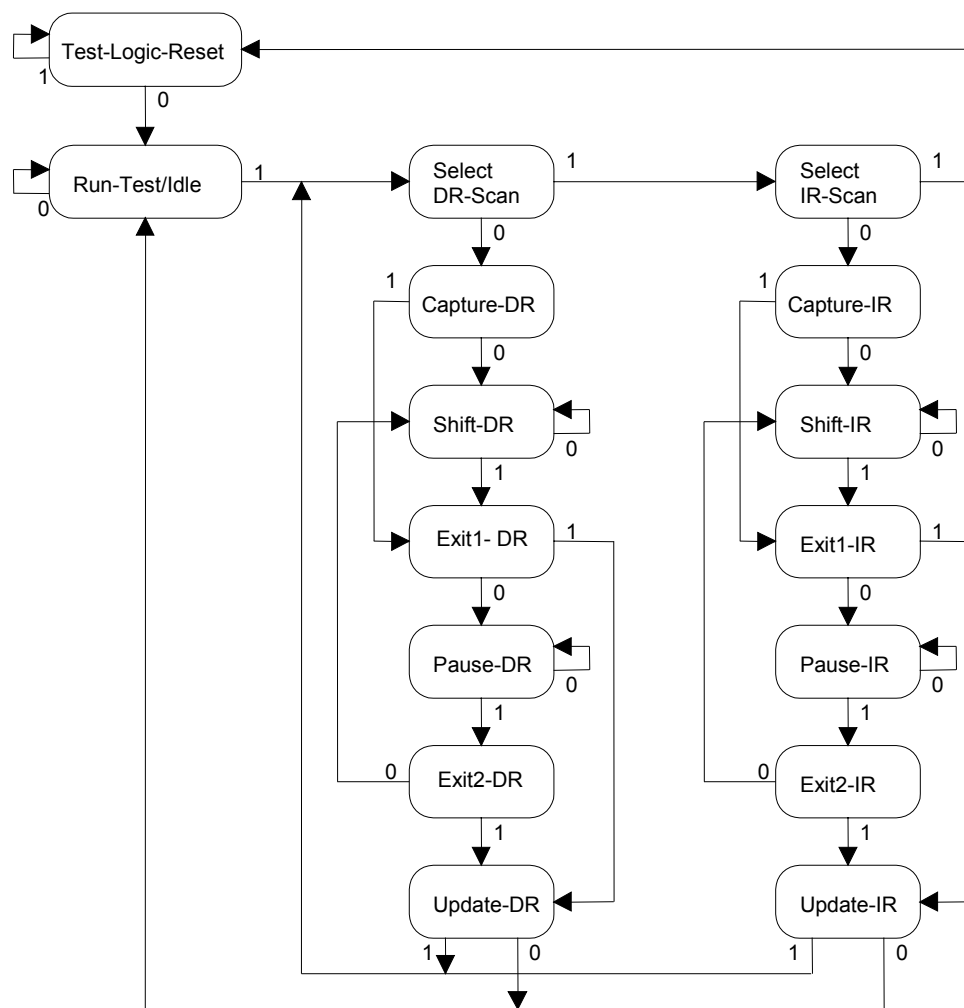 Test-Logic-Reset
1
0
Run-Test/Idle
0
1
Select
DR-Scan
1
0
Select
IR-Scan
1
0
1
Capture-DR
0
1
Capture-IR
0
Shift-DR
0
1
Shift-IR
0
1
Exit1- DR
1
0
Exit1-IR
1
0
Pause-DR
0
1
Pause-IR
0
1
0
Exit2-DR
1
0
Exit2-IR
1
Update-DR
1
0
Update-IR
1
0